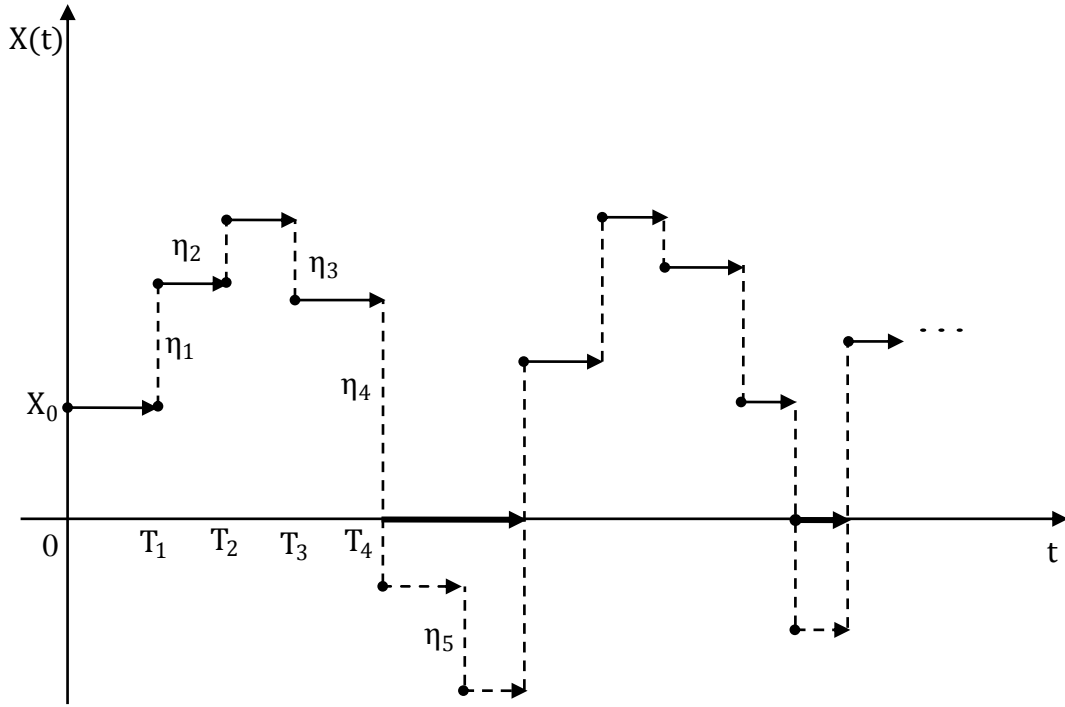 X(t)
η₂
η₃
η₁
η₄
X₀
0
T₁
T₂
T₃
T₄
t
η₅
. . .